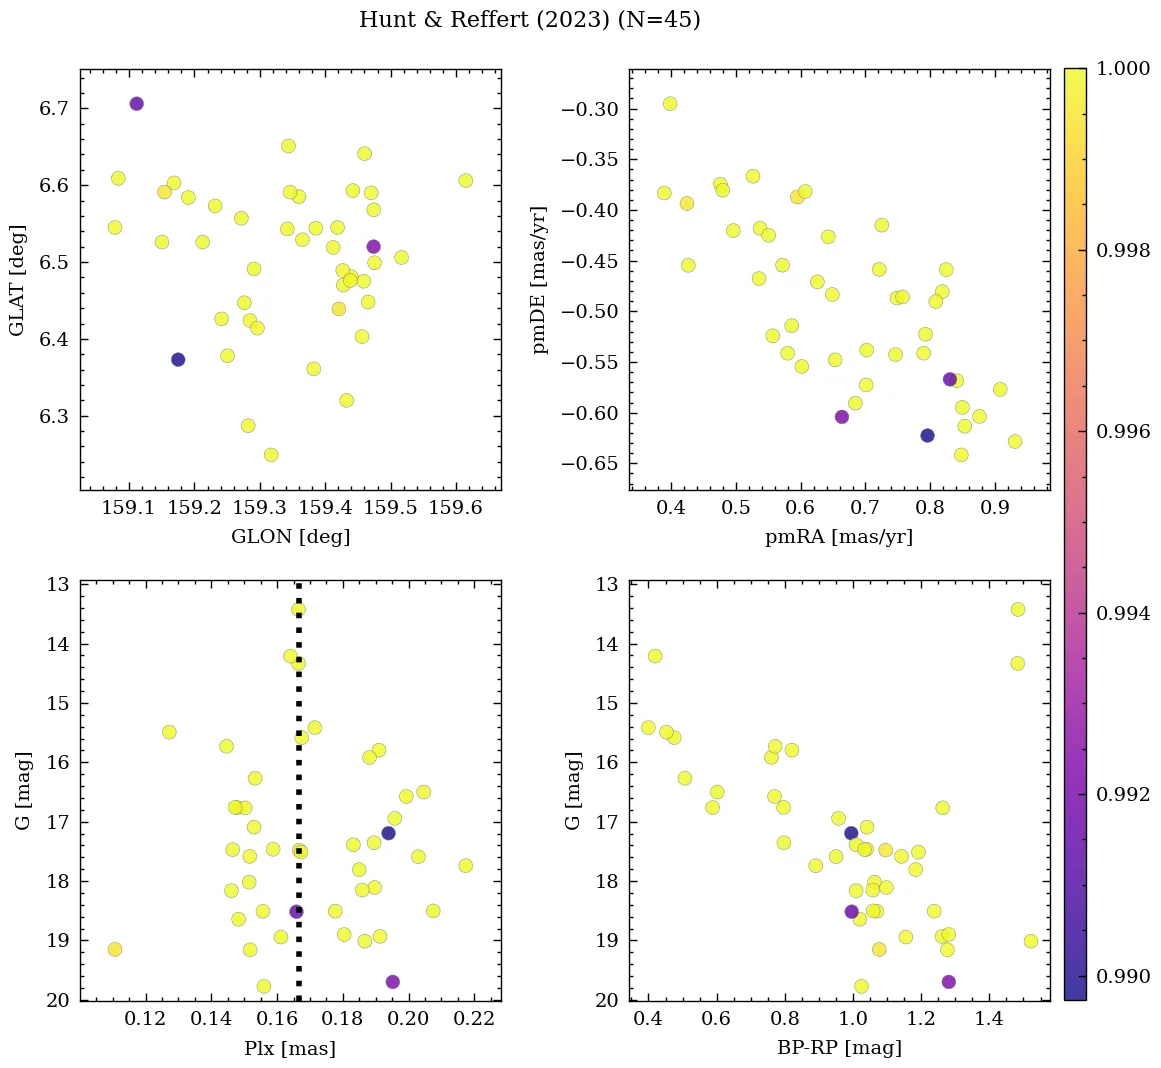 Hunt & Reffert (2023) (N=45)
6.7
6.6
6.5
6.4
6.3
GLAT [deg]
159.1 159.2 159.3 159.4 159.5 159.6
GLON [deg]
−0.30
−0.35
−0.40
−0.45
−0.50
−0.55
−0.60
−0.65
pmDE [mas/yr]
0.4 0.5 0.6 0.7 0.8 0.9
pmRA [mas/yr]
1.000
0.998
0.996
0.994
0.992
0.990
13
14
15
16
17
18
19
20
G [mag]
0.12 0.14 0.16 0.18 0.20 0.22
Plx [mas]
13
14
15
16
17
18
19
20
G [mag]
0.4 0.6 0.8 1.0 1.2 1.4
BP-RP [mag]